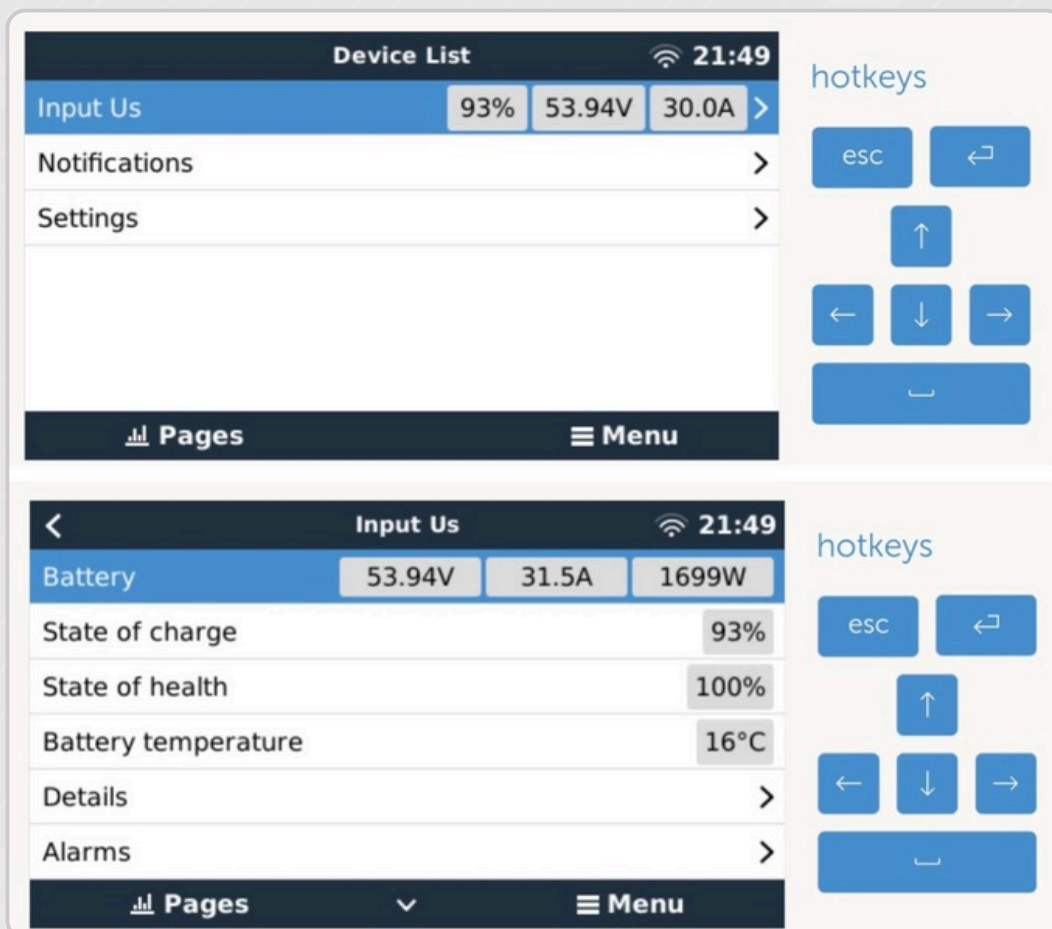 Device List 21:49
Input Us 93% 53.94V 30.0A
Notifications
Settings
Pages Menu
hotkeys
esc
Input Us 21:49
Battery 53.94V 31.5A 1699W
State of charge 93%
State of health 100%
Battery temperature 16°C
Details
Alarms
Pages Menu
hotkeys
esc